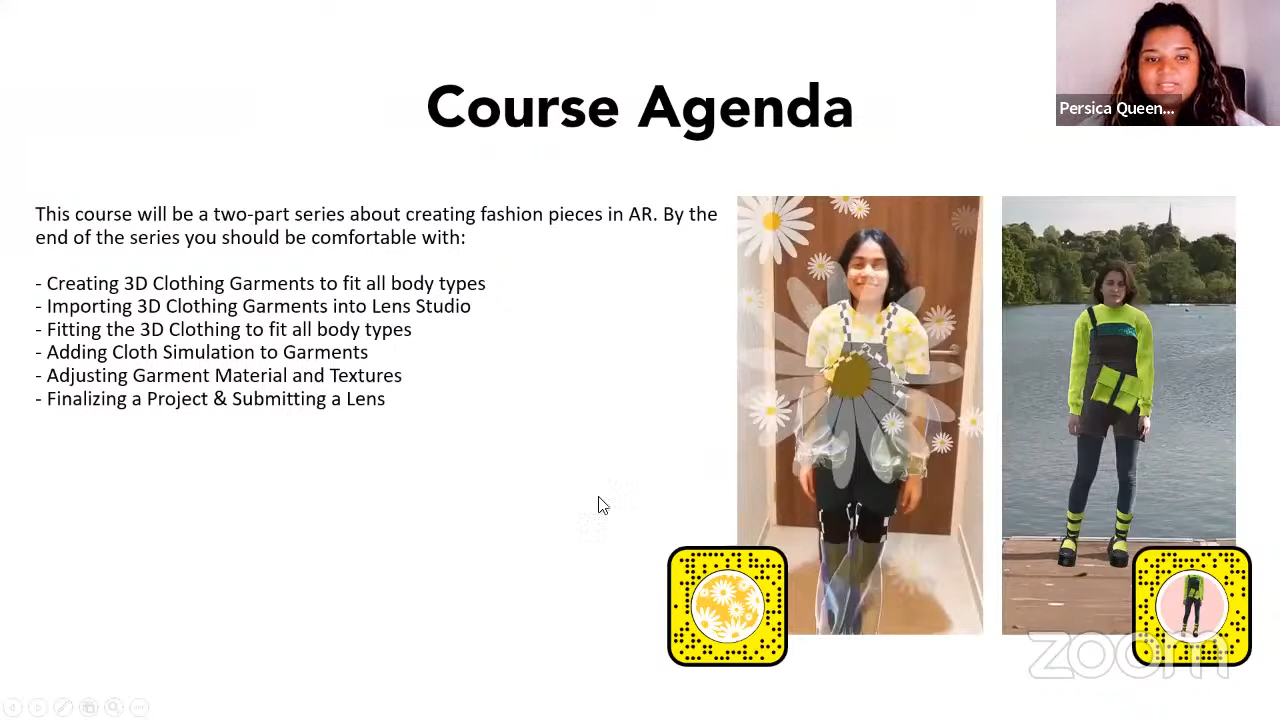 Course Agenda
Persica Queen...
This course will be a two-part series about creating fashion pieces in AR. By the
end of the series you should be comfortable with:
- Creating 3D Clothing Garments to fit all body types
- Importing 3D Clothing Garments into Lens Studio
- Fitting the 3D Clothing to fit all body types
- Adding Cloth Simulation to Garments
- Adjusting Garment Material and Textures
- Finalizing a Project & Submitting a Lens
zoom